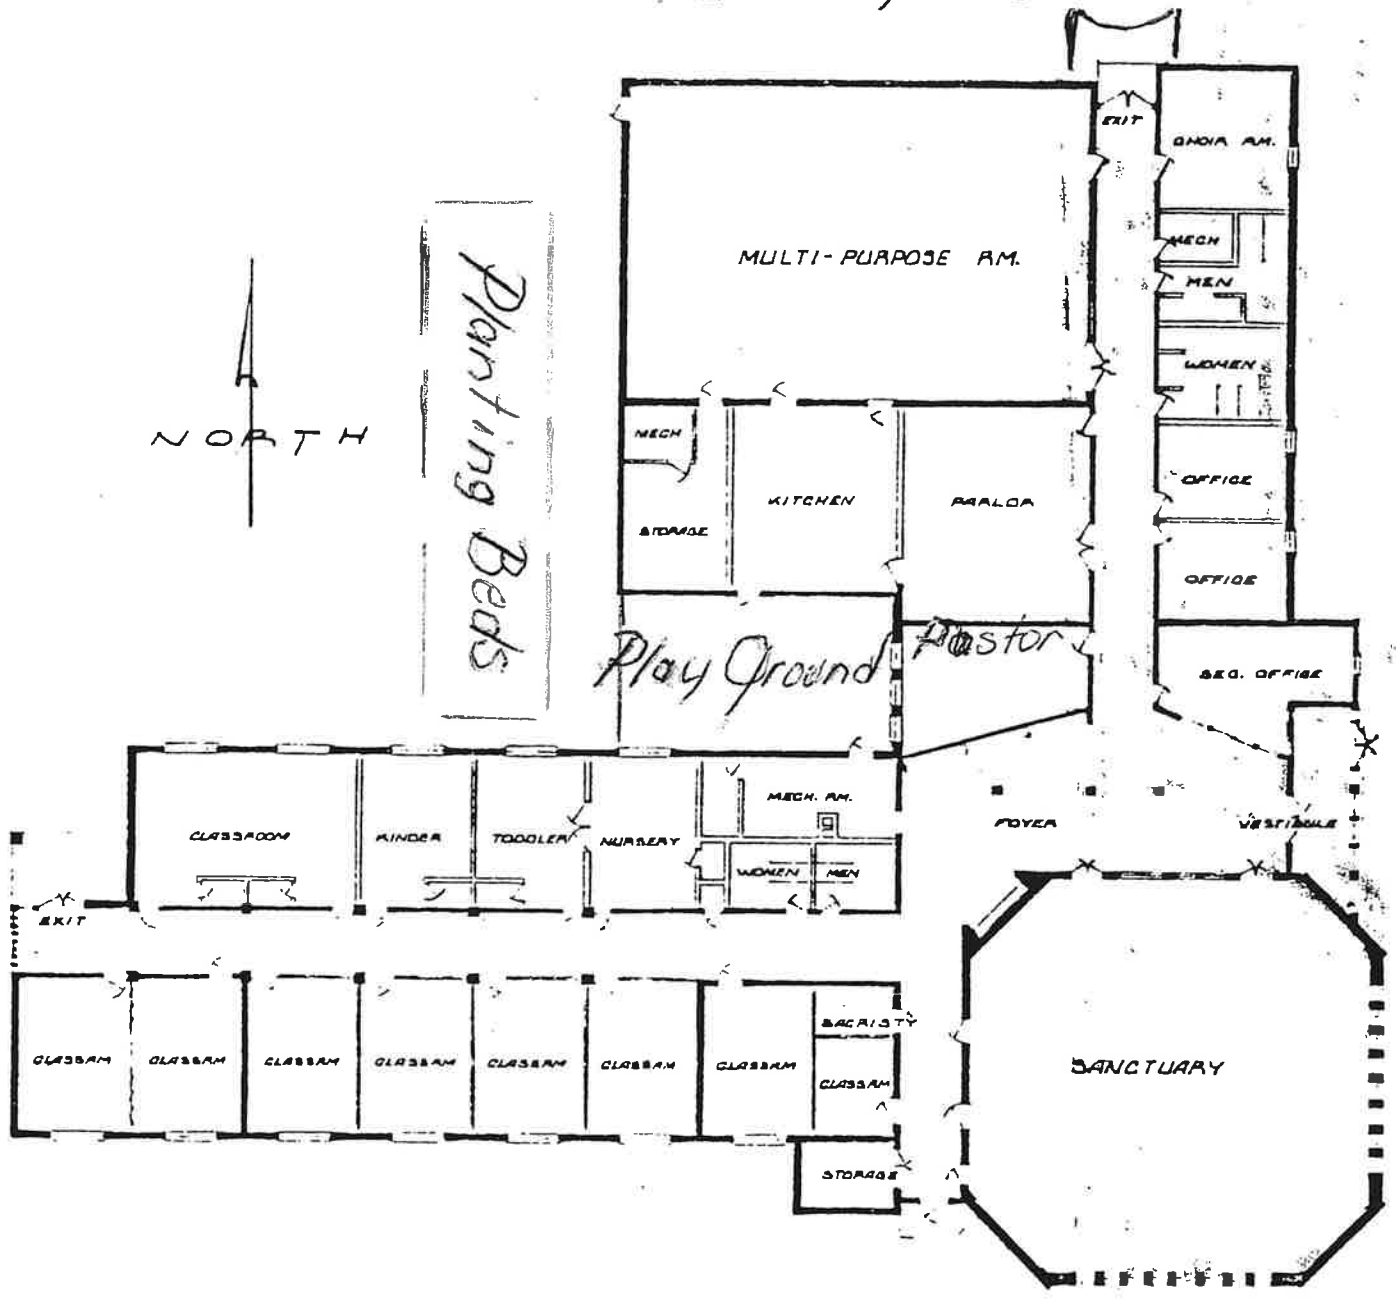 EXIT
CHOIR RM.
MECH
MEN
MULTI-PURPOSE RM.
WOMEN
NORTH
Planting Beds
MECH
STORAGE
KITCHEN
PARLOR
OFFICE
OFFICE
Play Ground
Pastor
SEC. OFFICE
CLASSROOM
KINDER
TODDLER
NURSERY
MECH. RM.
WOMEN
MEN
FOYER
VESTIBULE
EXIT
CLASSRM
CLASSRM
CLASSRM
CLASSRM
CLASSRM
CLASSRM
CLASSRM
SACRISTY
CLASSRM
STORAGE
SANCTUARY